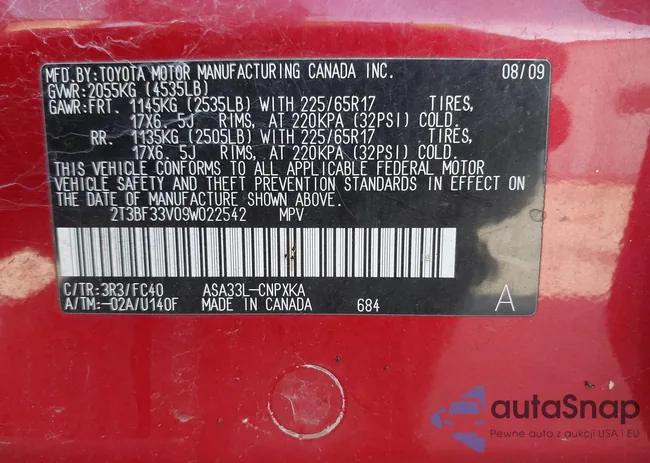 MFD.BY:TOYOTA MOTOR MANUFACTURING CANADA INC. 08/09
GVWR:2055KG (4535LB)
GAWR:FRT. 1145KG (2535LB) WITH 225/65R17 TIRES,
17X6.5J RIMS, AT 220KPA (32PSI) COLD.
RR. 1135KG (2505LB) WITH 225/65R17 TIRES,
17X6.5J RIMS, AT 220KPA (32PSI) COLD.
THIS VEHICLE CONFORMS TO ALL APPLICABLE FEDERAL MOTOR
VEHICLE SAFETY AND THEFT PREVENTION STANDARDS IN EFFECT ON
THE DATE OF MANUFACTURE SHOWN ABOVE.
2T3BF33V09W022542 MPV
C/TR:3R3/FC40 ASA33L-CNPXKA
A/TM:-02A/U140F MADE IN CANADA 684 A
autaSnap
Pewne auto z aukcji USA i EU